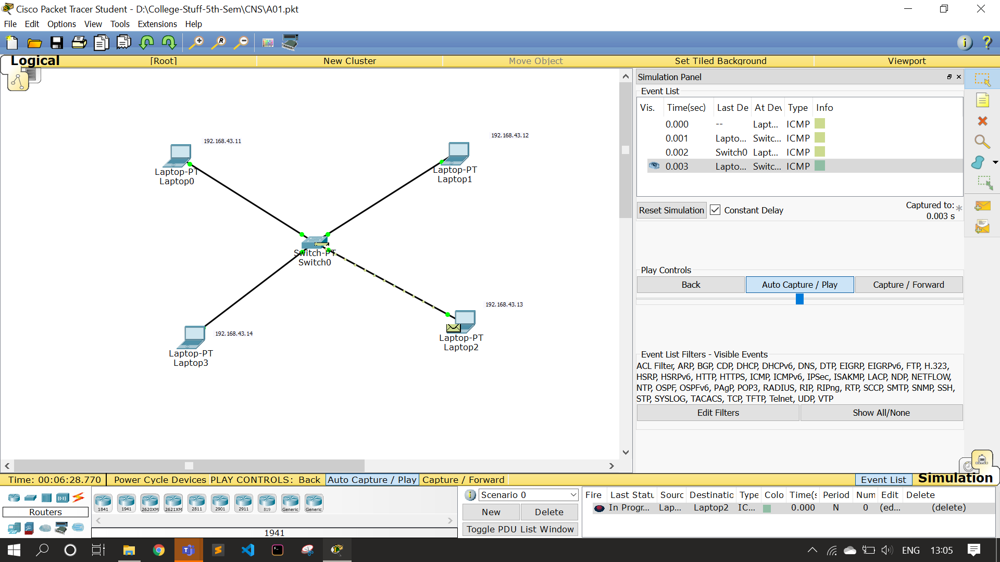 Cisco Packet Tracer Student - D:\College-Stuff-5th-Sem\CNS\A01.pkt
File Edit Options View Tools Extensions Help
Logical [Root] New Cluster Move Object Set Tiled Background Viewport
192.168.43.11
Laptop-PT
Laptop0
192.168.43.12
Laptop-PT
Laptop1
Switch-PT
Switch0
192.168.43.13
Laptop-PT
Laptop2
192.168.43.14
Laptop-PT
Laptop3
Simulation Panel
Event List
Vis. Time(sec) Last De At Dev Type Info
0.000 -- Lapt... ICMP
0.001 Lapto... Switc... ICMP
0.002 Switch0 Lapt... ICMP
0.003 Lapto... Switc... ICMP
Reset Simulation Constant Delay Captured to: *
0.003 s
Play Controls
Back Auto Capture / Play Capture / Forward
Event List Filters - Visible Events
ACL Filter, ARP, BGP, CDP, DHCP, DHCPv6, DNS, DTP, EIGRP, EIGRPv6, FTP, H.323,
HSRP, HSRPv6, HTTP, HTTPS, ICMP, ICMPv6, IPSec, ISAKMP, LACP, NDP, NETFLOW,
NTP, OSPF, OSPFv6, PAgP, POP3, RADIUS, RIP, RIPng, RTP, SCCP, SMTP, SNMP, SSH,
STP, SYSLOG, TACACS, TCP, TFTP, Telnet, UDP, VTP
Edit Filters Show All/None
Time: 00:06:28.770 Power Cycle Devices PLAY CONTROLS: Back Auto Capture / Play Capture / Forward Event List Simulation
Routers
1841 1941 2620XM 2621XM 2811 2901 2911 819 Generic Generic
1941
Scenario 0
New Delete
Toggle PDU List Window
Fire Last Statu Sourc Destinatio Type Colo Time(s Period Num Edit Delete
In Progr... Lap... Laptop2 IC... 0.000 N 0 (ed... (delete)
ENG 13:05